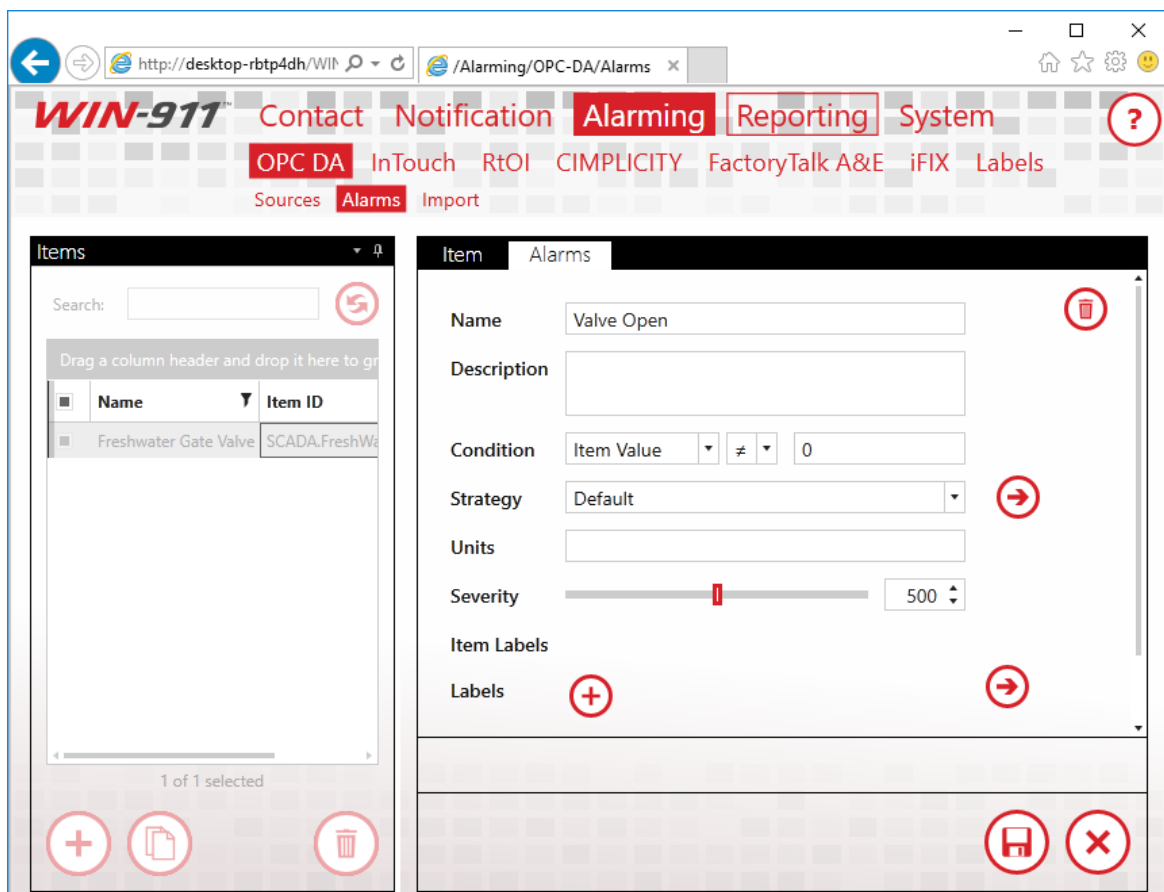 http://desktop-rbtp4dh/WIN
/Alarming/OPC-DA/Alarms
WIN-911™ Contact Notification Alarming Reporting System ?
OPC DA InTouch RtOI CIMPLICITY FactoryTalk A&E iFIX Labels
Sources Alarms Import
Items
Search:
Drag a column header and drop it here to gr
Name Item ID
Freshwater Gate Valve SCADA.FreshWa
1 of 1 selected
Item Alarms
Name Valve Open
Description
Condition Item Value ≠ 0
Strategy Default
Units
Severity 500
Item Labels
Labels